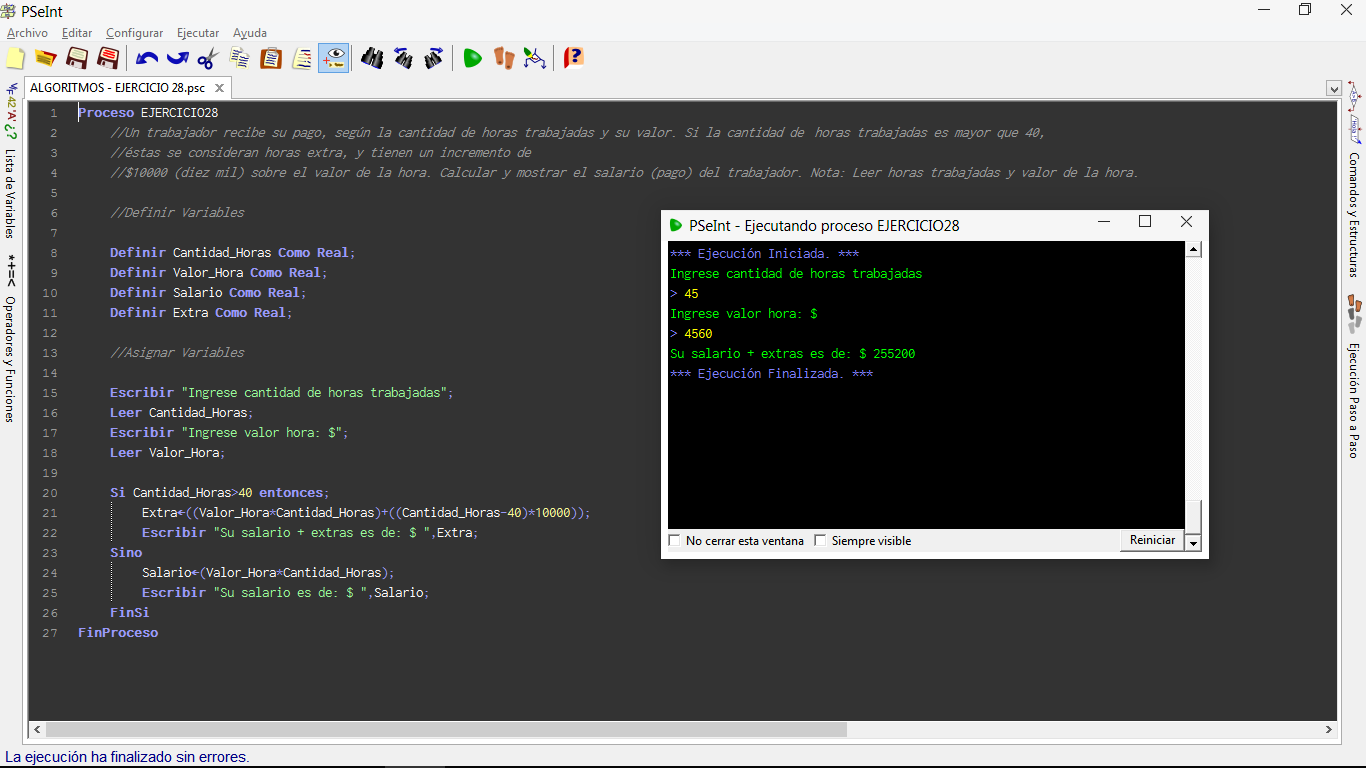 PSeInt
Archivo Editar Configurar Ejecutar Ayuda
ALGORITMOS - EJERCICIO 28.psc
1 Proceso EJERCICIO28
2 //Un trabajador recibe su pago, según la cantidad de horas trabajadas y su valor. Si la cantidad de horas trabajadas es mayor que 40,
3 //éstas se consideran horas extra, y tienen un incremento de
4 //$10000 (diez mil) sobre el valor de la hora. Calcular y mostrar el salario (pago) del trabajador. Nota: Leer horas trabajadas y valor de la hora.
5
6 //Definir Variables
7
8 Definir Cantidad_Horas Como Real;
9 Definir Valor_Hora Como Real;
10 Definir Salario Como Real;
11 Definir Extra Como Real;
12
13 //Asignar Variables
14
15 Escribir "Ingrese cantidad de horas trabajadas";
16 Leer Cantidad_Horas;
17 Escribir "Ingrese valor hora: $";
18 Leer Valor_Hora;
19
20 Si Cantidad_Horas>40 entonces;
21 Extra←((Valor_Hora*Cantidad_Horas)+((Cantidad_Horas-40)*10000));
22 Escribir "Su salario + extras es de: $ ",Extra;
23 Sino
24 Salario←(Valor_Hora*Cantidad_Horas);
25 Escribir "Su salario es de: $ ",Salario;
26 FinSi
27 FinProceso
PSeInt - Ejecutando proceso EJERCICIO28
*** Ejecución Iniciada. ***
Ingrese cantidad de horas trabajadas
> 45
Ingrese valor hora: $
> 4560
Su salario + extras es de: $ 255200
*** Ejecución Finalizada. ***
No cerrar esta ventana Siempre visible Reiniciar
Lista de Variables
*+=< Operadores y Funciones
Comandos y Estructuras
Ejecución Paso a Paso
La ejecución ha finalizado sin errores.